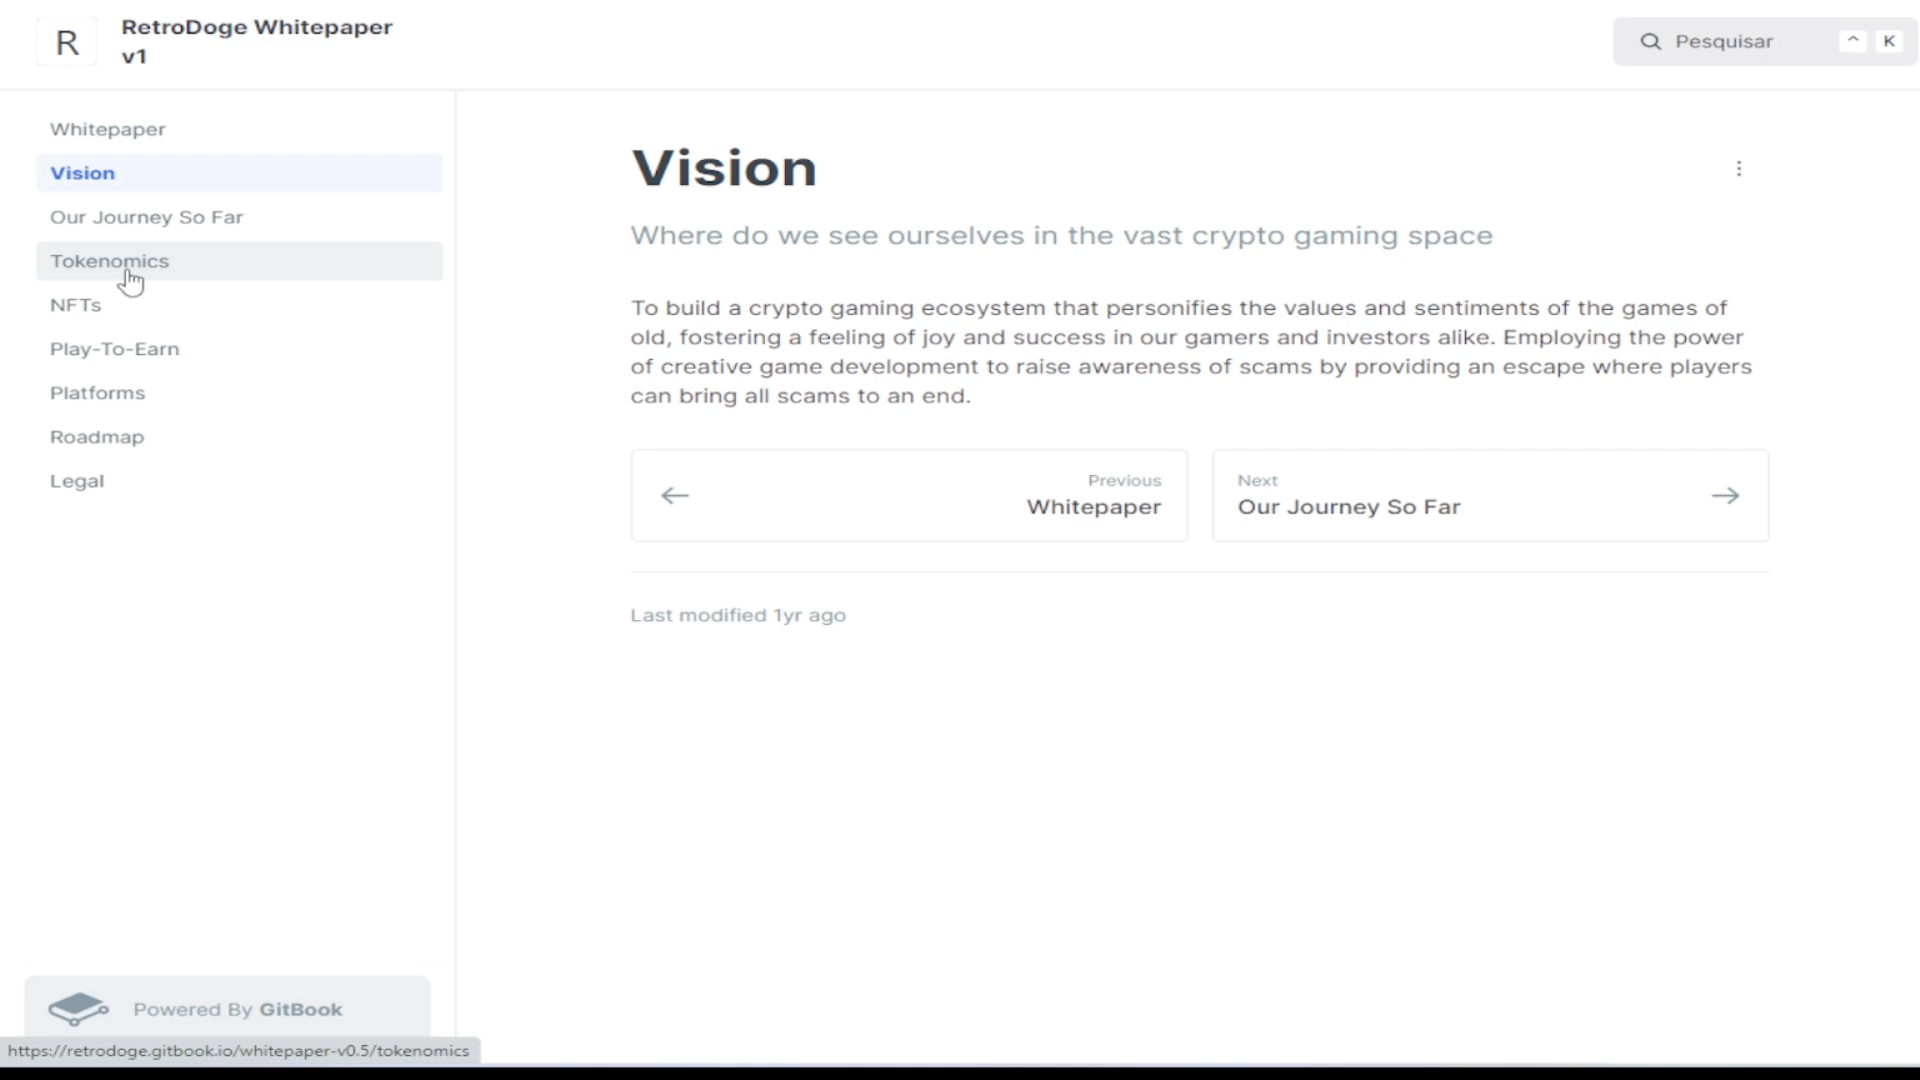 R
RetroDoge Whitepaper
v1
Pesquisar
^ K
Whitepaper
Vision
Our Journey So Far
Tokenomics
NFTs
Play-To-Earn
Platforms
Roadmap
Legal
Vision
Where do we see ourselves in the vast crypto gaming space
To build a crypto gaming ecosystem that personifies the values and sentiments of the games of
old, fostering a feeling of joy and success in our gamers and investors alike. Employing the power
of creative game development to raise awareness of scams by providing an escape where players
can bring all scams to an end.
Previous
Whitepaper
Next
Our Journey So Far
Last modified 1yr ago
Powered By GitBook
https://retrodoge.gitbook.io/whitepaper-v0.5/tokenomics